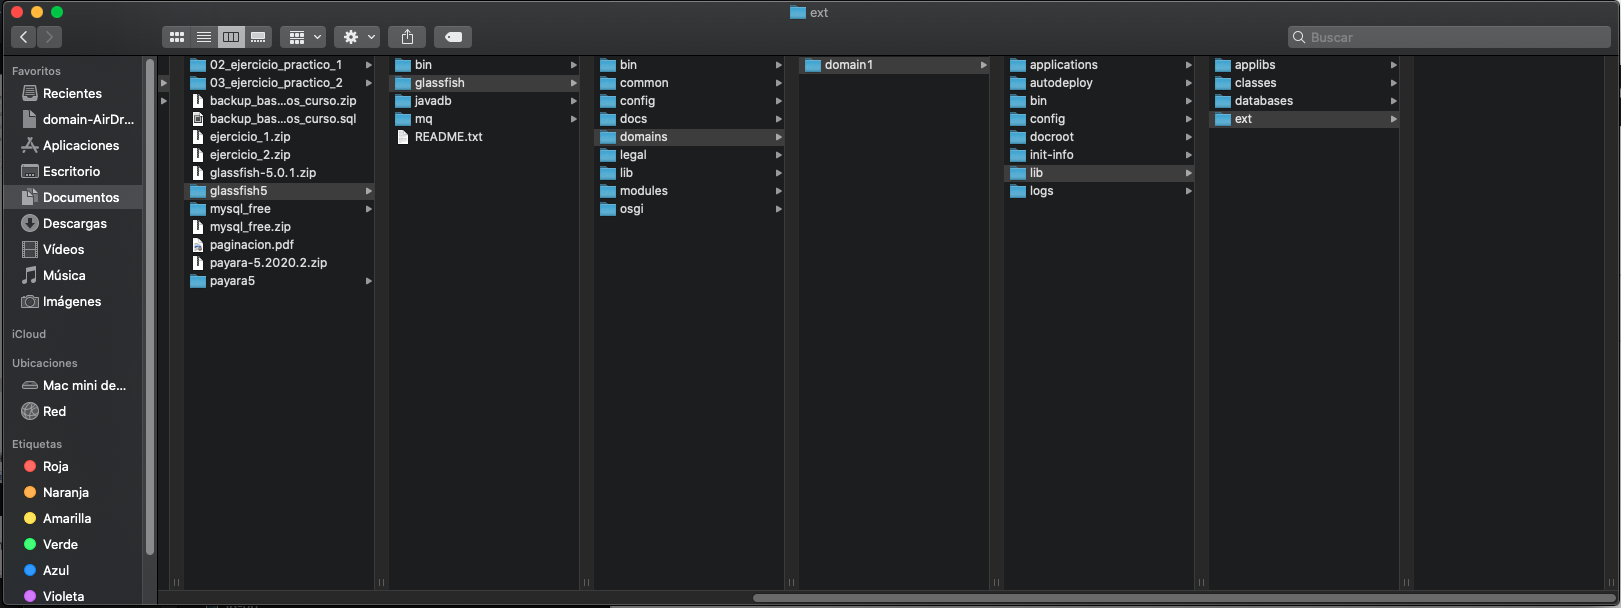 ext
Buscar
Favoritos
Recientes
domain-AirDr...
Aplicaciones
Escritorio
Documentos
Descargas
Vídeos
Música
Imágenes
iCloud
Ubicaciones
Mac mini de...
Red
Etiquetas
Roja
Naranja
Amarilla
Verde
Azul
Violeta
02_ejercicio_practico_1
03_ejercicio_practico_2
backup_bas...os_curso.zip
backup_bas...os_curso.sql
ejercicio_1.zip
ejercicio_2.zip
glassfish-5.0.1.zip
glassfish5
mysql_free
mysql_free.zip
paginacion.pdf
payara-5.2020.2.zip
payara5
bin
glassfish
javadb
mq
README.txt
bin
common
config
docs
domains
legal
lib
modules
osgi
domain1
applications
autodeploy
bin
config
docroot
init-info
lib
logs
applibs
classes
databases
ext